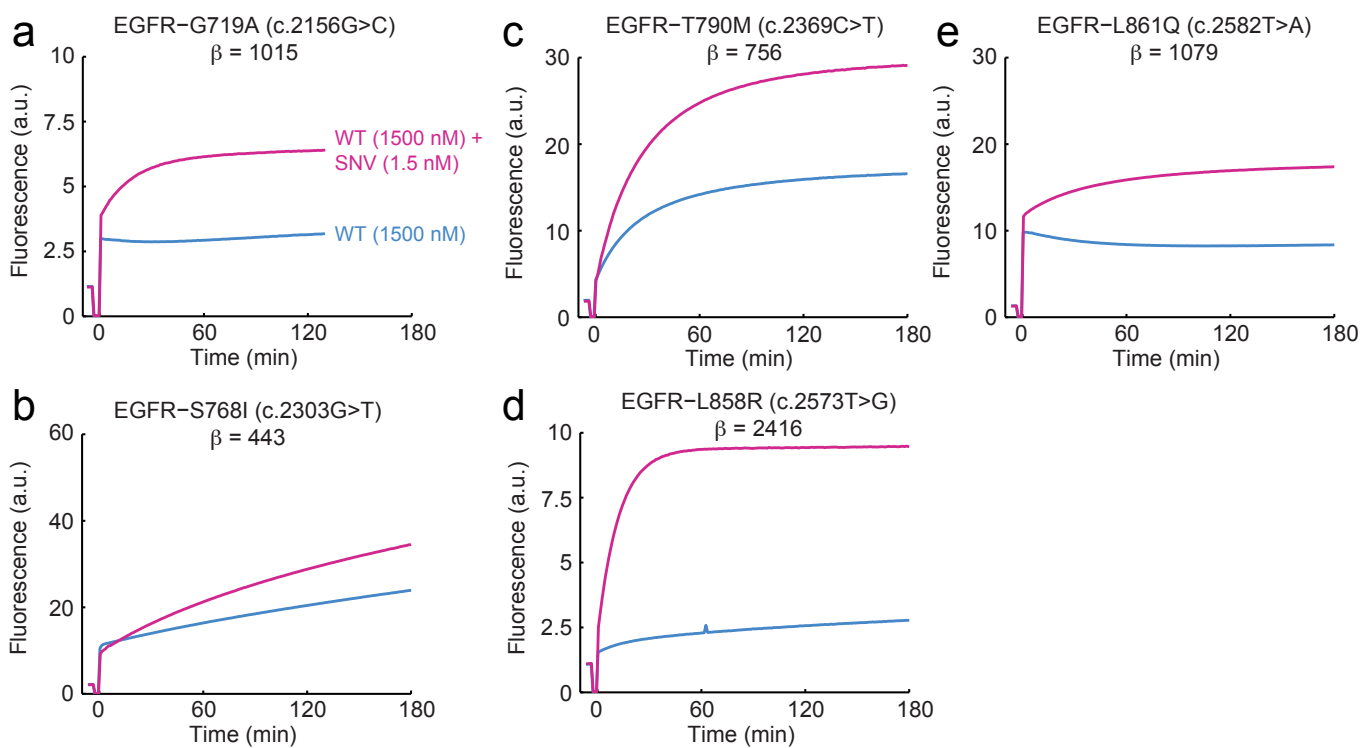 a
EGFR−G719A (c.2156G>C)
β = 1015
10
7.5
5
2.5
0
Fluorescence (a.u.)
WT (1500 nM) +
SNV (1.5 nM)
WT (1500 nM)
0 60 120 180
Time (min)
b
EGFR−S768I (c.2303G>T)
β = 443
60
40
20
0
Fluorescence (a.u.)
0 60 120 180
Time (min)
c
EGFR−T790M (c.2369C>T)
β = 756
30
20
10
0
Fluorescence (a.u.)
0 60 120 180
Time (min)
d
EGFR−L858R (c.2573T>G)
β = 2416
10
7.5
5
2.5
0
Fluorescence (a.u.)
0 60 120 180
Time (min)
e
EGFR−L861Q (c.2582T>A)
β = 1079
30
20
10
0
Fluorescence (a.u.)
0 60 120 180
Time (min)